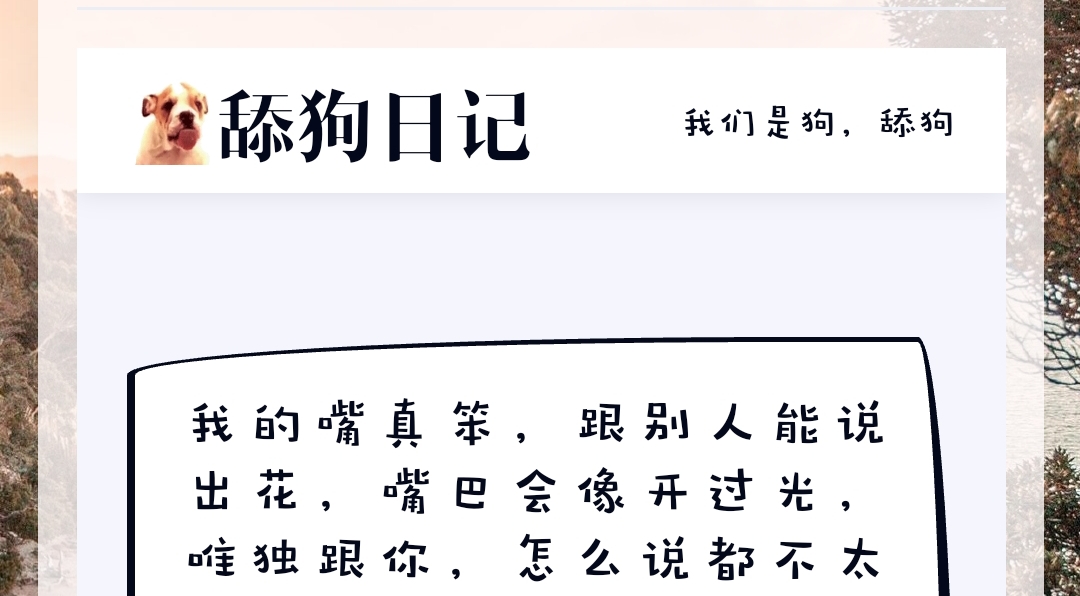 舔狗日记
我们是狗，舔狗
我的嘴真笨，跟别人能说
出花，嘴巴会像开过光，
唯独跟你，怎么说都不太